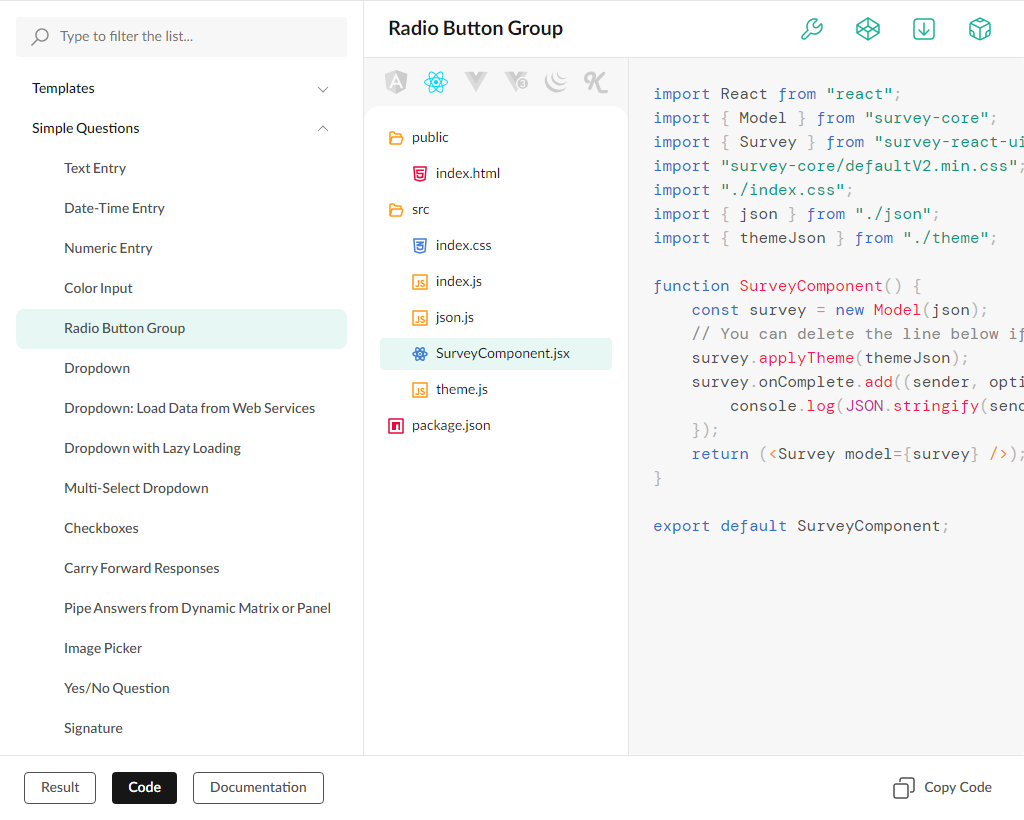 Type to filter the list...
Templates
Simple Questions
Text Entry
Date-Time Entry
Numeric Entry
Color Input
Radio Button Group
Dropdown
Dropdown: Load Data from Web Services
Dropdown with Lazy Loading
Multi-Select Dropdown
Checkboxes
Carry Forward Responses
Pipe Answers from Dynamic Matrix or Panel
Image Picker
Yes/No Question
Signature
Radio Button Group
public
index.html
src
index.css
index.js
json.js
SurveyComponent.jsx
theme.js
package.json
import React from "react";
import { Model } from "survey-core";
import { Survey } from "survey-react-ui
import "survey-core/defaultV2.min.css";
import "./index.css";
import { json } from "./json";
import { themeJson } from "./theme";
function SurveyComponent() {
    const survey = new Model(json);
    // You can delete the line below if
    survey.applyTheme(themeJson);
    survey.onComplete.add((sender, opti
        console.log(JSON.stringify(send
    });
    return (<Survey model={survey} />);
}
export default SurveyComponent;
Result
Code
Documentation
Copy Code